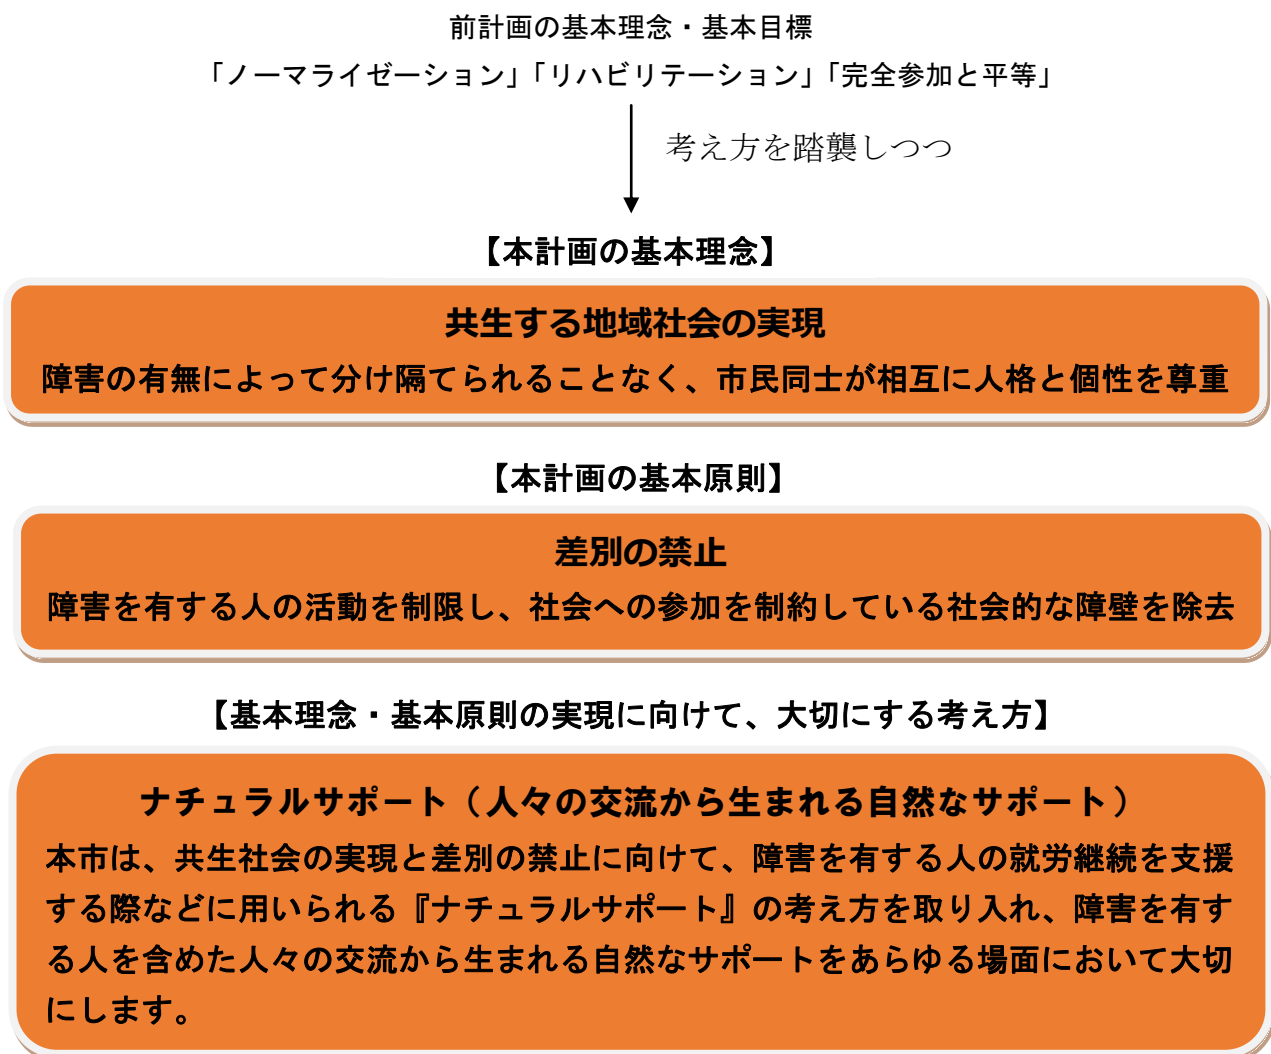 前計画の基本理念・基本目標
「ノーマライゼーション」「リハビリテーション」「完全参加と平等」
考え方を踏襲しつつ
【本計画の基本理念】
共生する地域社会の実現
障害の有無によって分け隔てられることなく、市民同士が相互に人格と個性を尊重
【本計画の基本原則】
差別の禁止
障害を有する人の活動を制限し、社会への参加を制約している社会的な障壁を除去
【基本理念・基本原則の実現に向けて、大切にする考え方】
ナチュラルサポート（人々の交流から生まれる自然なサポート）
本市は、共生社会の実現と差別の禁止に向けて、障害を有する人の就労継続を支援
する際などに用いられる『ナチュラルサポート』の考え方を取り入れ、障害を有す
る人を含めた人々の交流から生まれる自然なサポートをあらゆる場面において大切
にします。